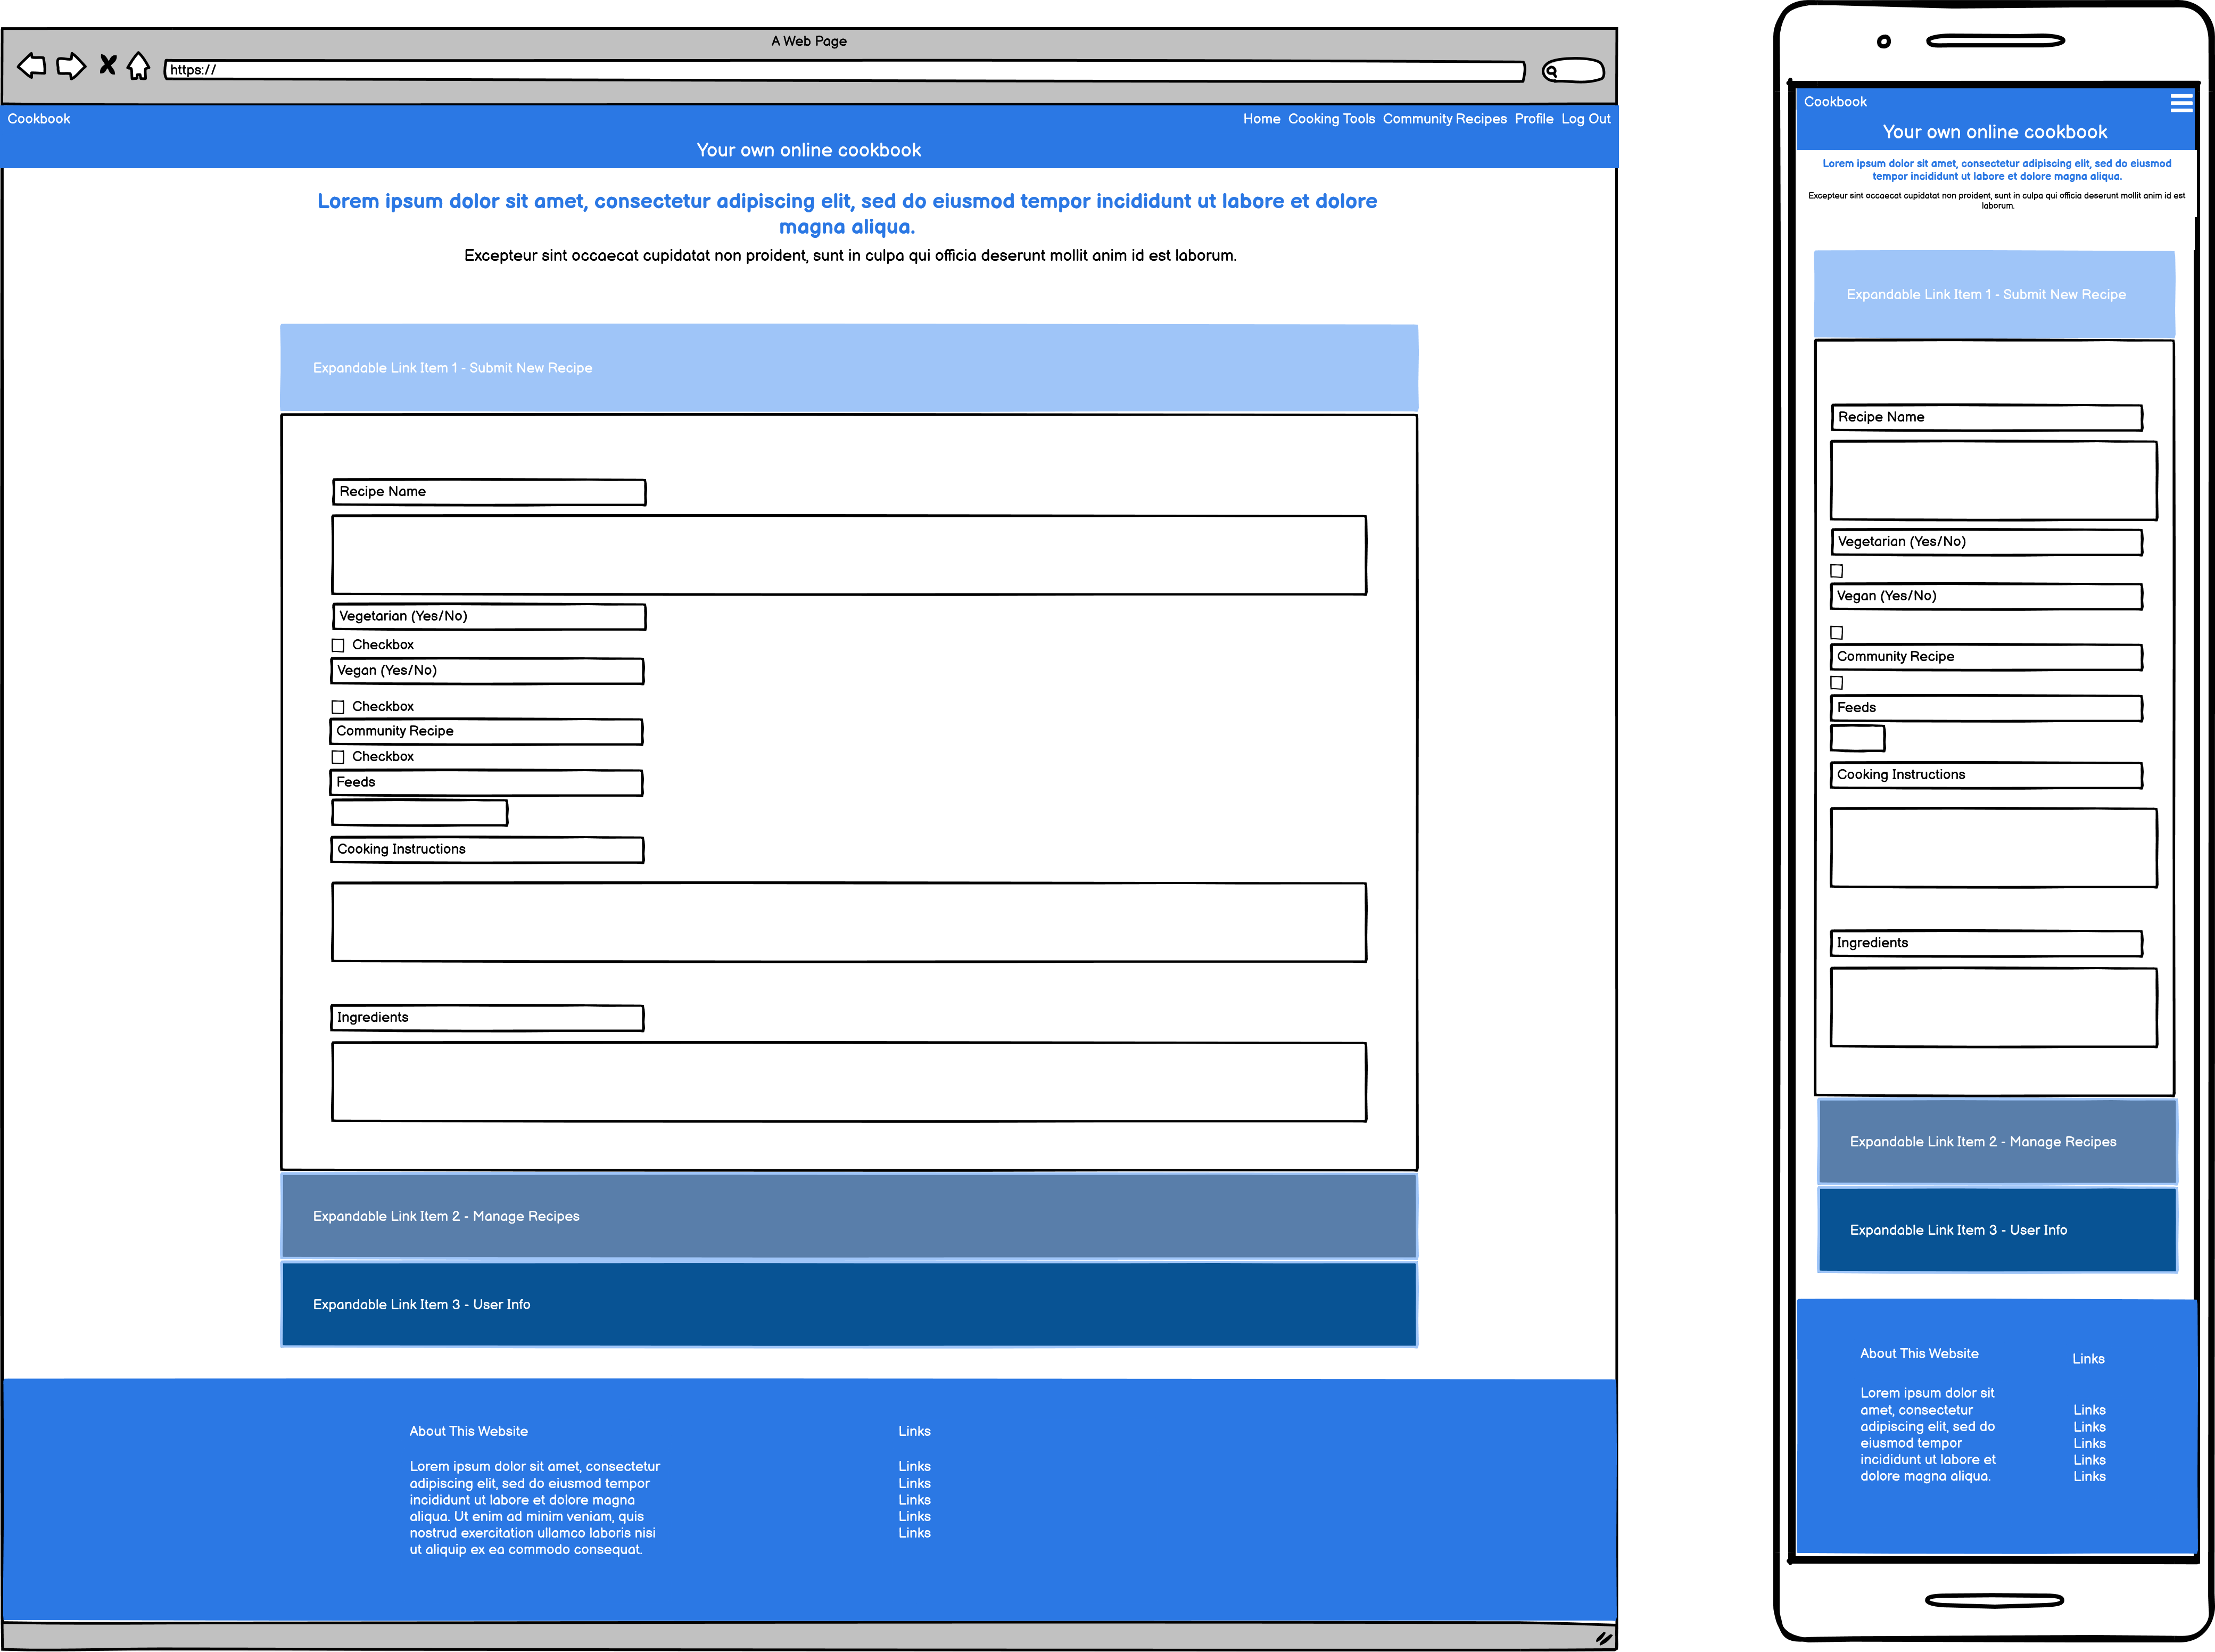 A Web Page
https://
Cookbook
Home Cooking Tools Community Recipes Profile Log Out
Your own online cookbook
Lorem ipsum dolor sit amet, consectetur adipiscing elit, sed do eiusmod tempor incididunt ut labore et dolore
magna aliqua.
Excepteur sint occaecat cupidatat non proident, sunt in culpa qui officia deserunt mollit anim id est laborum.
Expandable Link Item 1 - Submit New Recipe
Recipe Name
Vegetarian (Yes/No)
Checkbox
Vegan (Yes/No)
Checkbox
Community Recipe
Checkbox
Feeds
Cooking Instructions
Ingredients
Expandable Link Item 2 - Manage Recipes
Expandable Link Item 3 - User Info
About This Website
Lorem ipsum dolor sit amet, consectetur
adipiscing elit, sed do eiusmod tempor
incididunt ut labore et dolore magna
aliqua. Ut enim ad minim veniam, quis
nostrud exercitation ullamco laboris nisi
ut aliquip ex ea commodo consequat.
Links
Links
Links
Links
Links
Links
Cookbook
Your own online cookbook
Lorem ipsum dolor sit amet, consectetur adipiscing elit, sed do eiusmod
tempor incididunt ut labore et dolore magna aliqua.
Excepteur sint occaecat cupidatat non proident, sunt in culpa qui officia deserunt mollit anim id est
laborum.
Expandable Link Item 1 - Submit New Recipe
Recipe Name
Vegetarian (Yes/No)
Vegan (Yes/No)
Community Recipe
Feeds
Cooking Instructions
Ingredients
Expandable Link Item 2 - Manage Recipes
Expandable Link Item 3 - User Info
About This Website
Lorem ipsum dolor sit
amet, consectetur
adipiscing elit, sed do
eiusmod tempor
incididunt ut labore et
dolore magna aliqua.
Links
Links
Links
Links
Links
Links